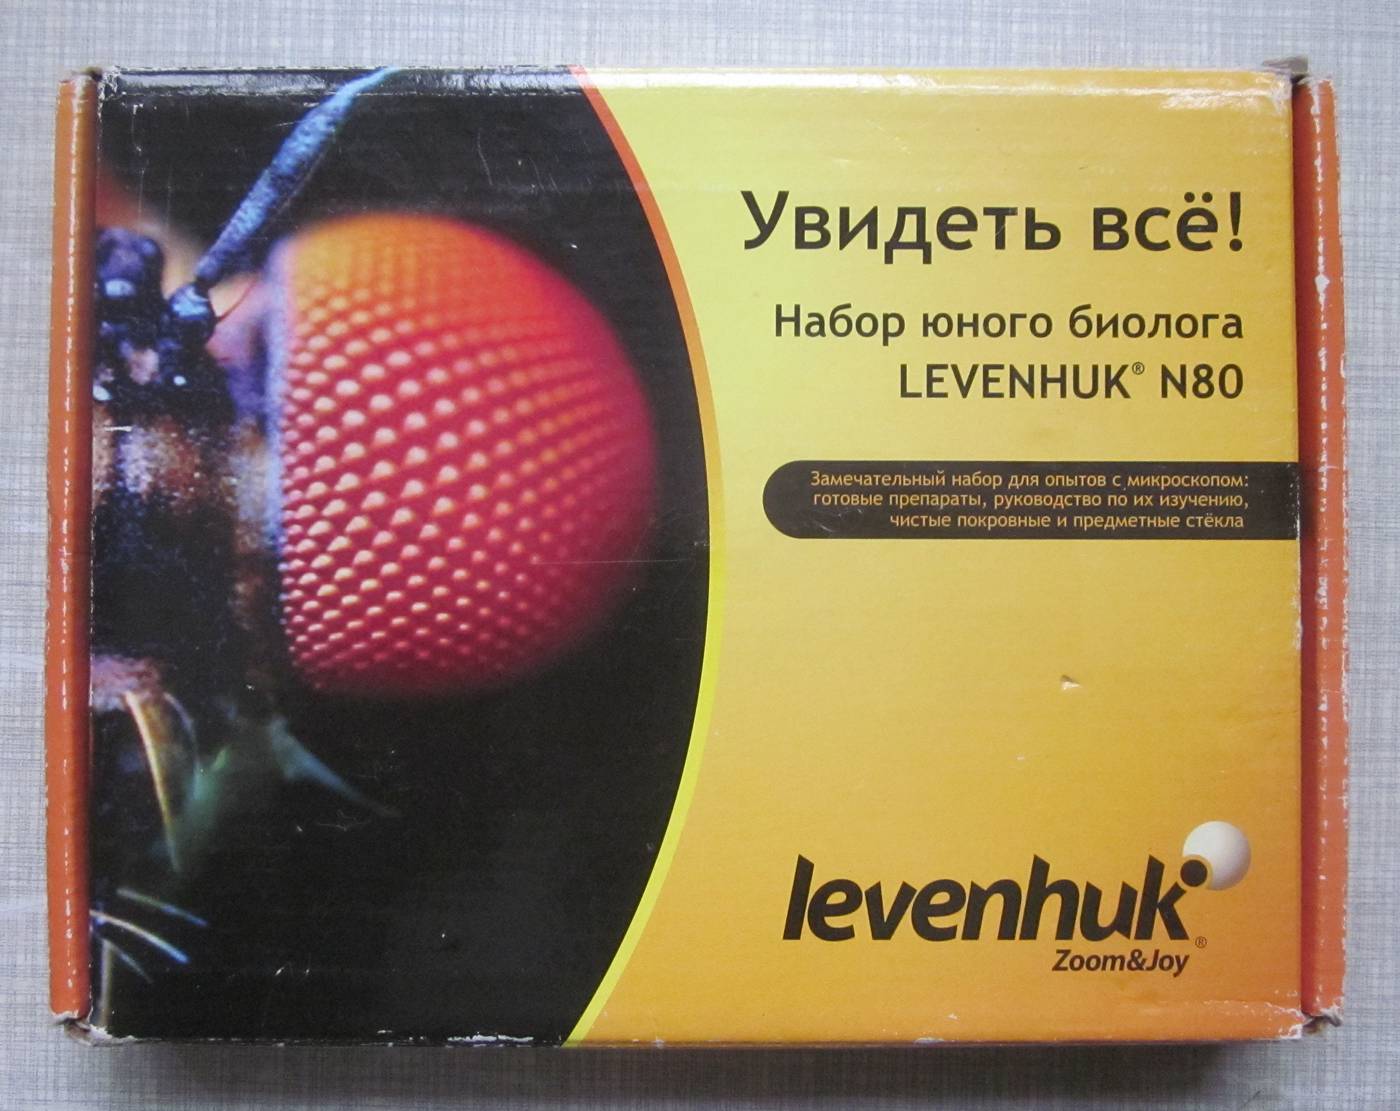 Увидеть всё!
Набор юного биолога
LEVENHUK® N80
Замечательный набор для опытов с микроскопом:
готовые препараты, руководство по их изучению,
чистые покровные и предметные стёкла
levenhuk®
Zoom&Joy